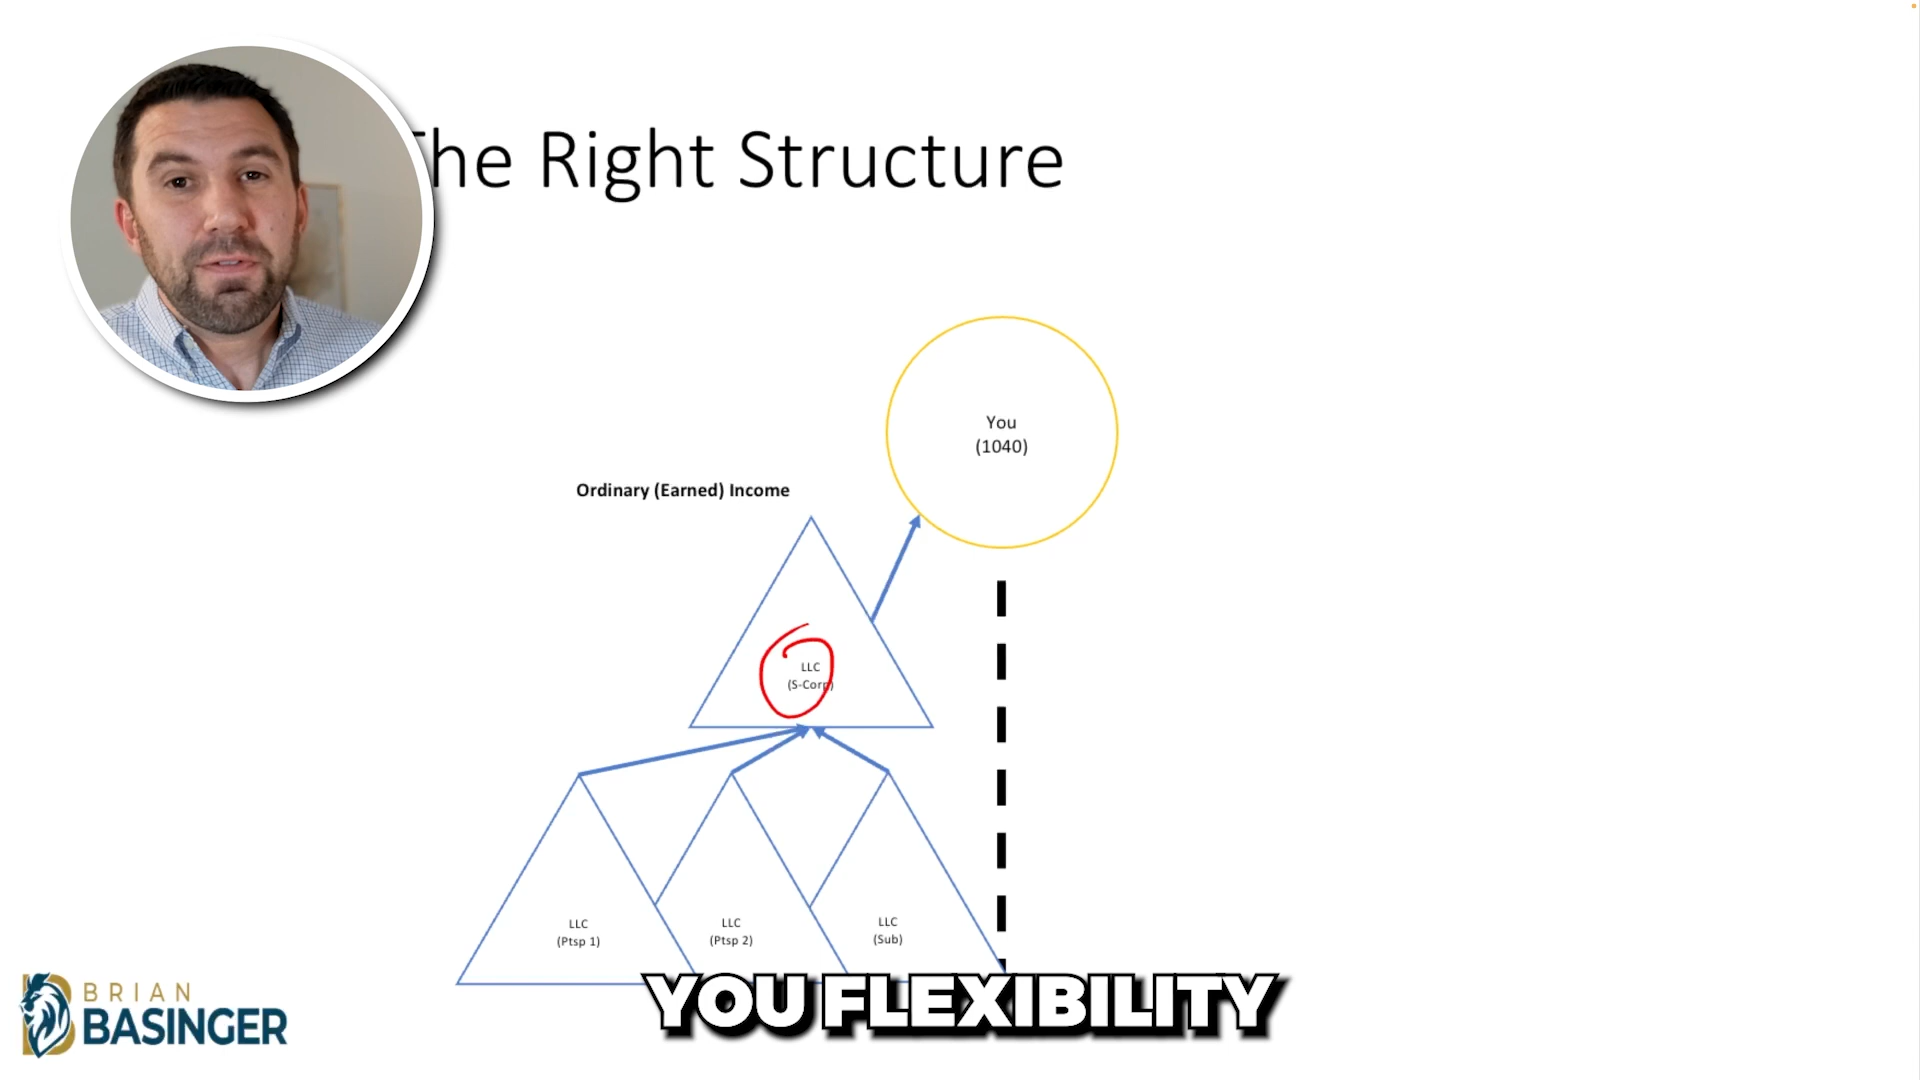 The Right Structure
You
(1040)
Ordinary (Earned) Income
LLC
(S-Corp)
LLC
(Ptsp 1)
LLC
(Ptsp 2)
LLC
(Sub)
YOU FLEXIBILITY
BRIAN
BASINGER